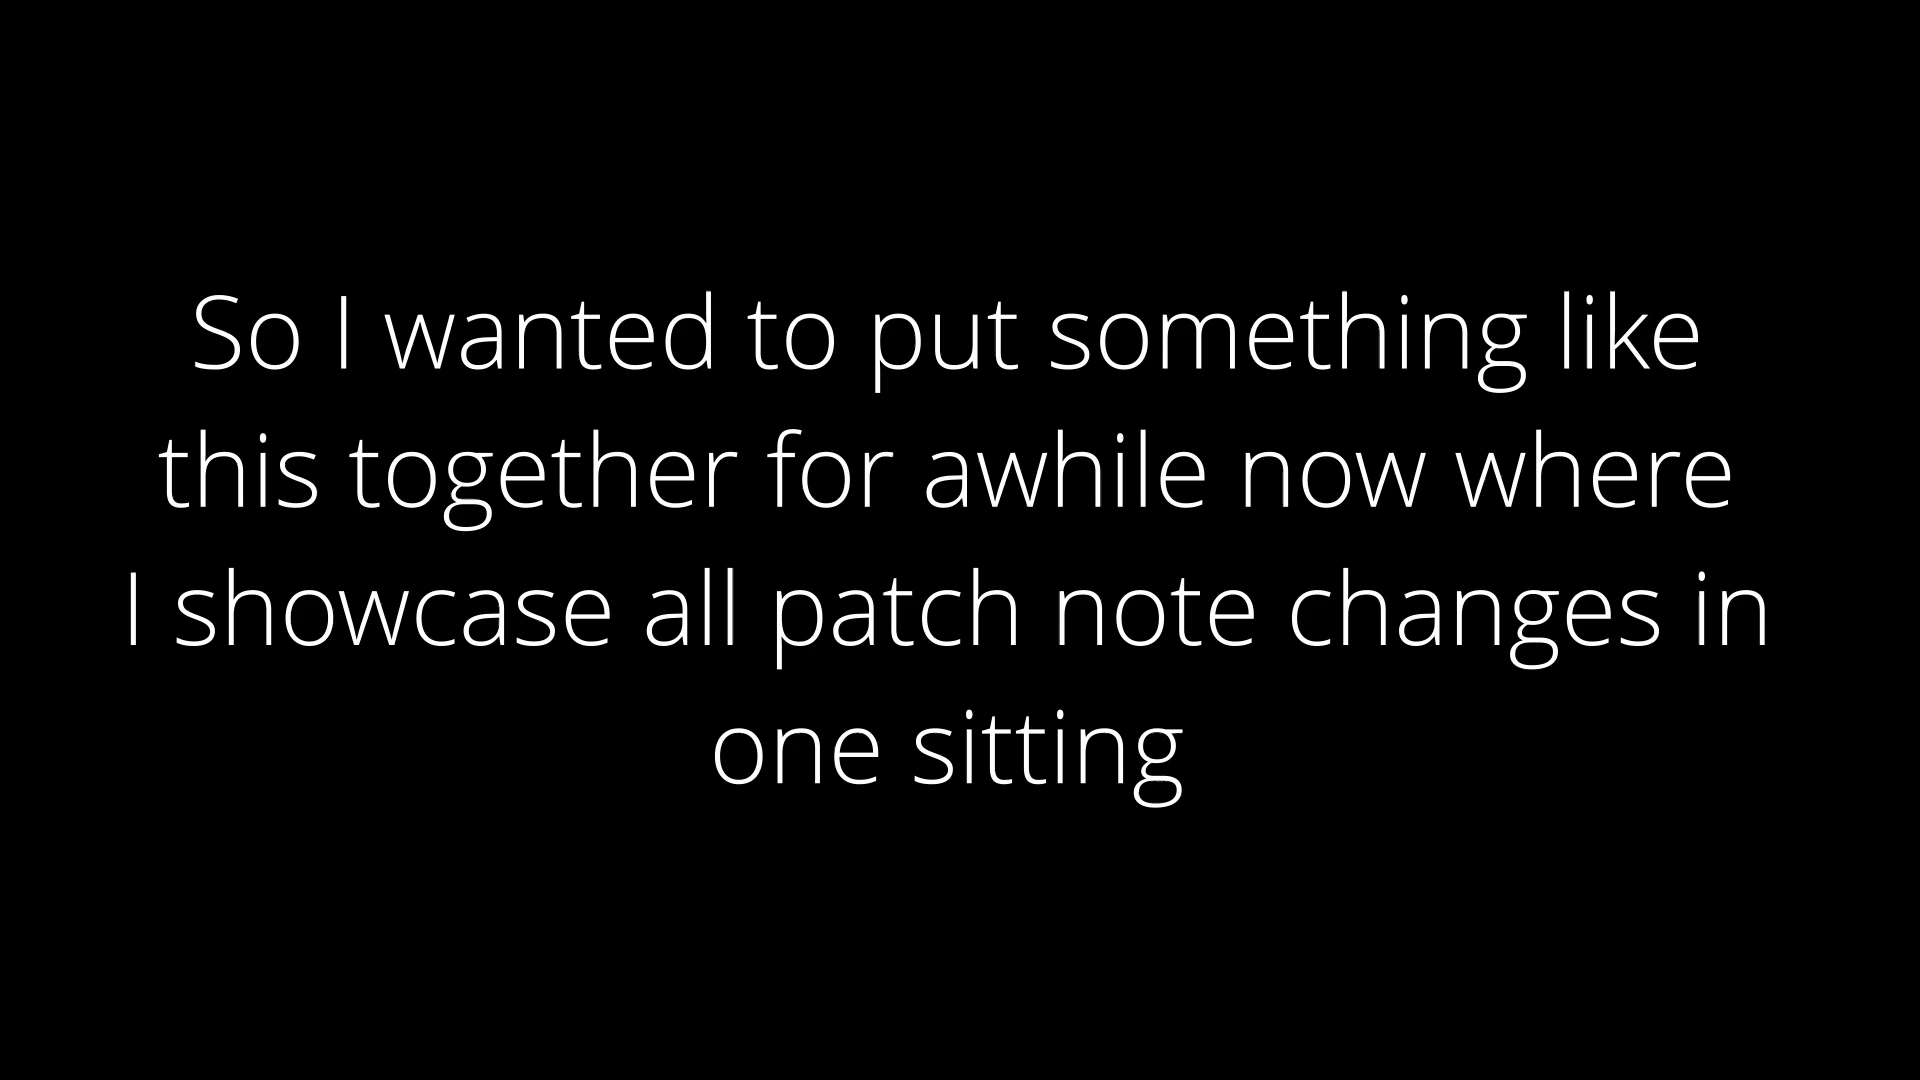 So I wanted to put something like
this together for awhile now where
I showcase all patch note changes in
one sitting